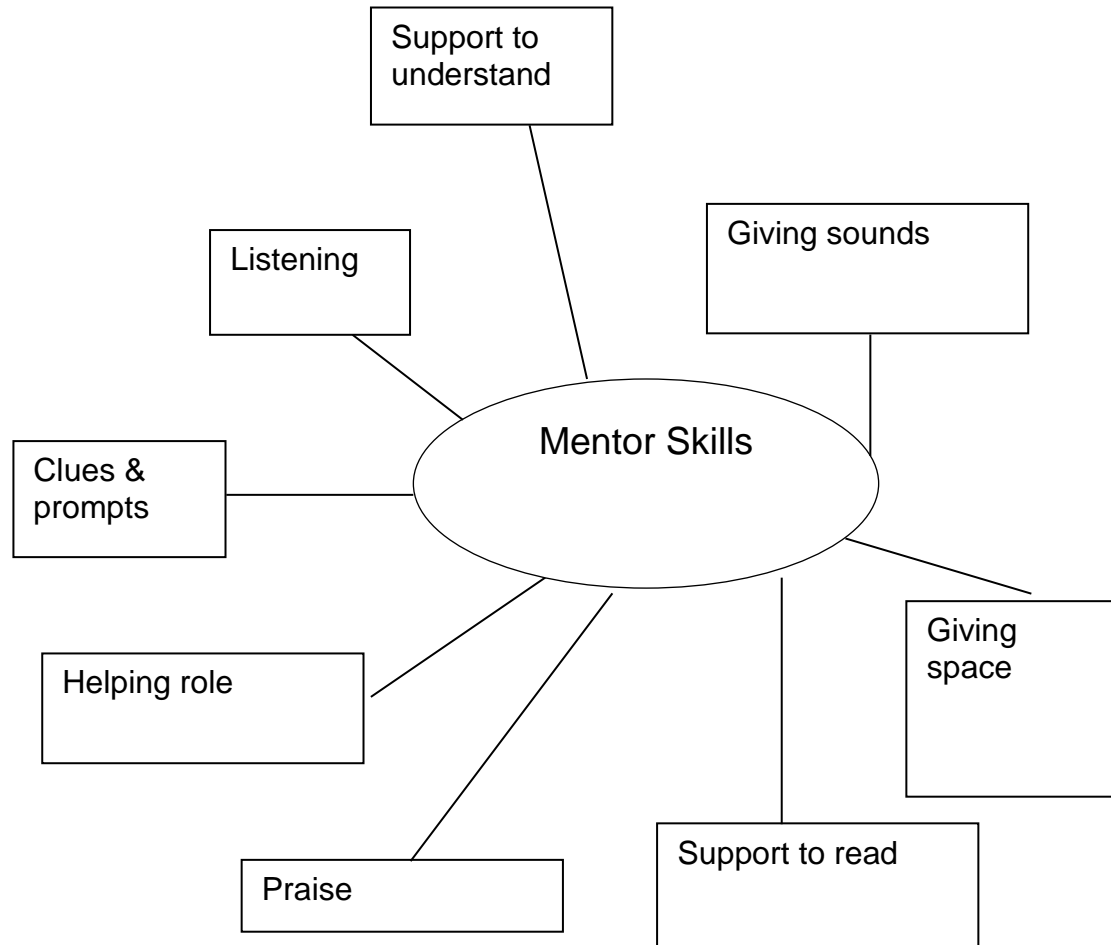 Support to
understand
Giving sounds
Listening
Mentor Skills
Clues &
prompts
Giving
space
Helping role
Support to read
Praise